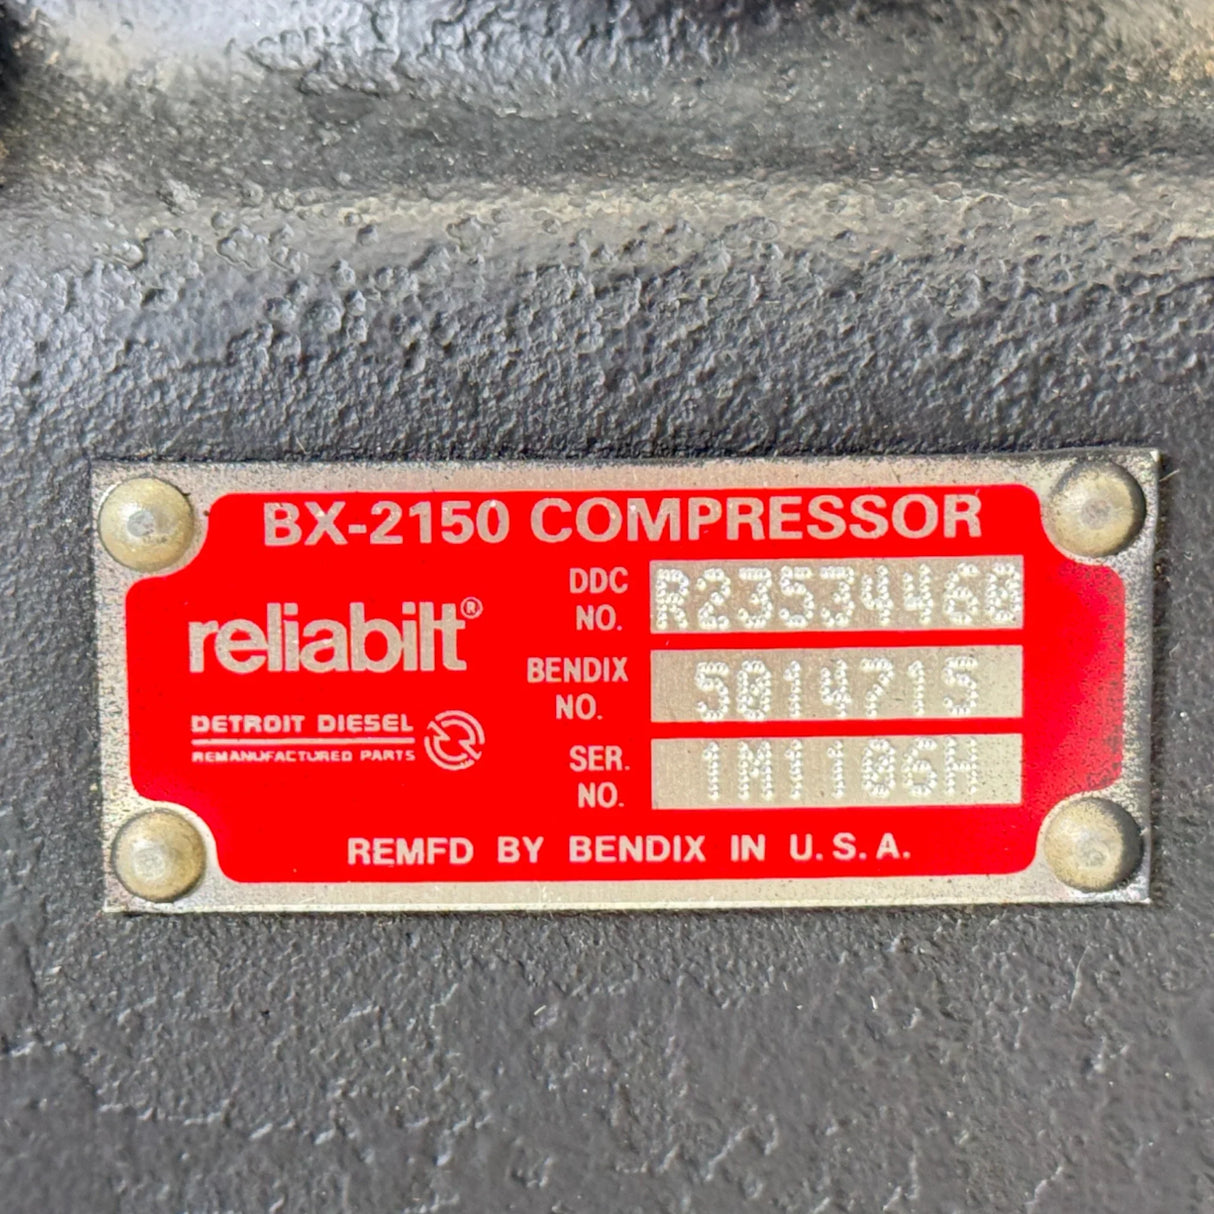 BX-2150 COMPRESSOR
reliabilt®
DETROIT DIESEL
REMANUFACTURED PARTS
DDC NO. R23534460
BENDIX NO. 5014715
SER. NO. 1M1106H
REMFD BY BENDIX IN U.S.A.